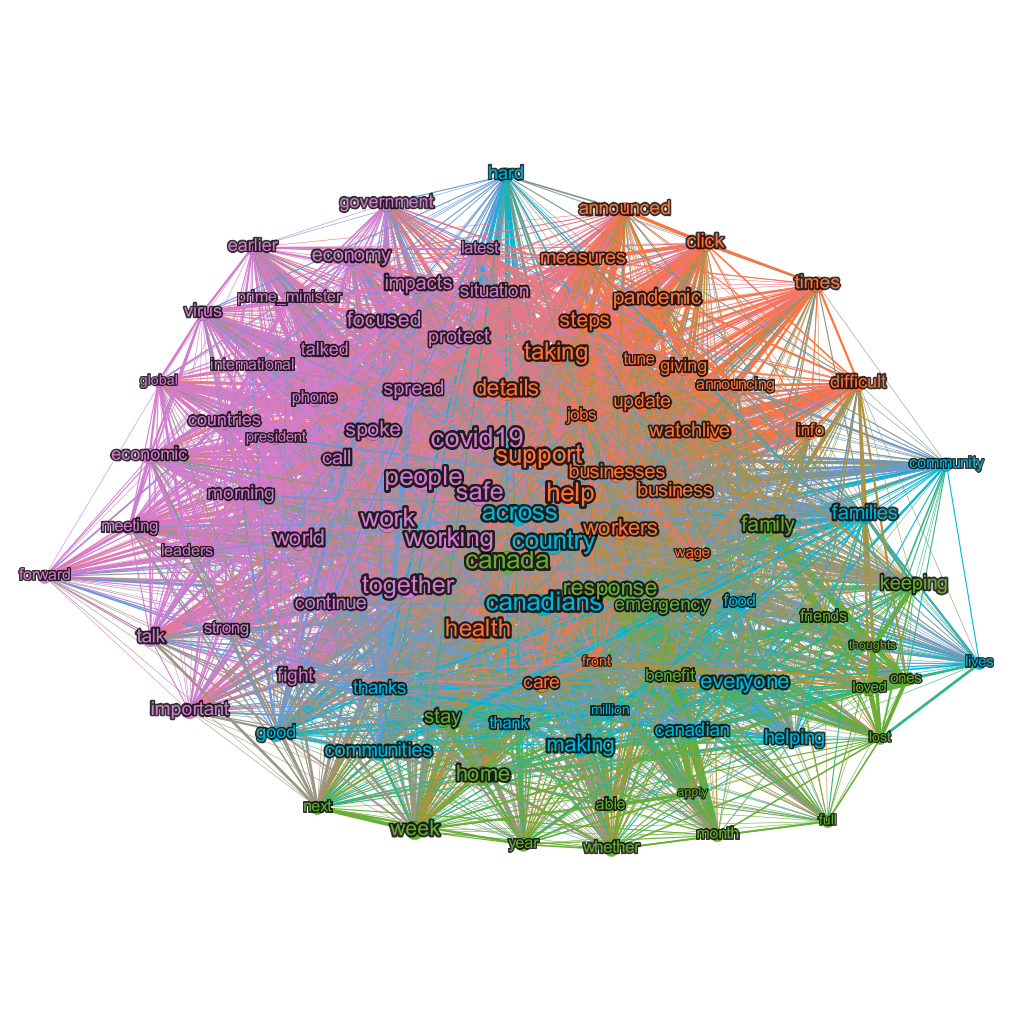 hard
government
announced
click
earlier
latest
economy
measures
times
impacts
situation
prime_minister
pandemic
virus
focused
steps
protect
talked
taking
tune
giving
international
global
difficult
announcing
spread
details
phone
update
jobs
countries
info
president
spoke
watchlive
covid19
economic
call
support
community
businesses
people
morning
safe
help
business
across
families
work
meeting
world
working
country
workers
family
leaders
wage
canada
forward
together
response
keeping
continue
canadians
emergency
food
friends
strong
health
talk
thoughts
front
lives
fight
care
benefit
everyone
loved
ones
thanks
important
million
stay
thank
good
canadian
helping
lost
communities
making
home
apply
next
able
full
week
month
year
whether